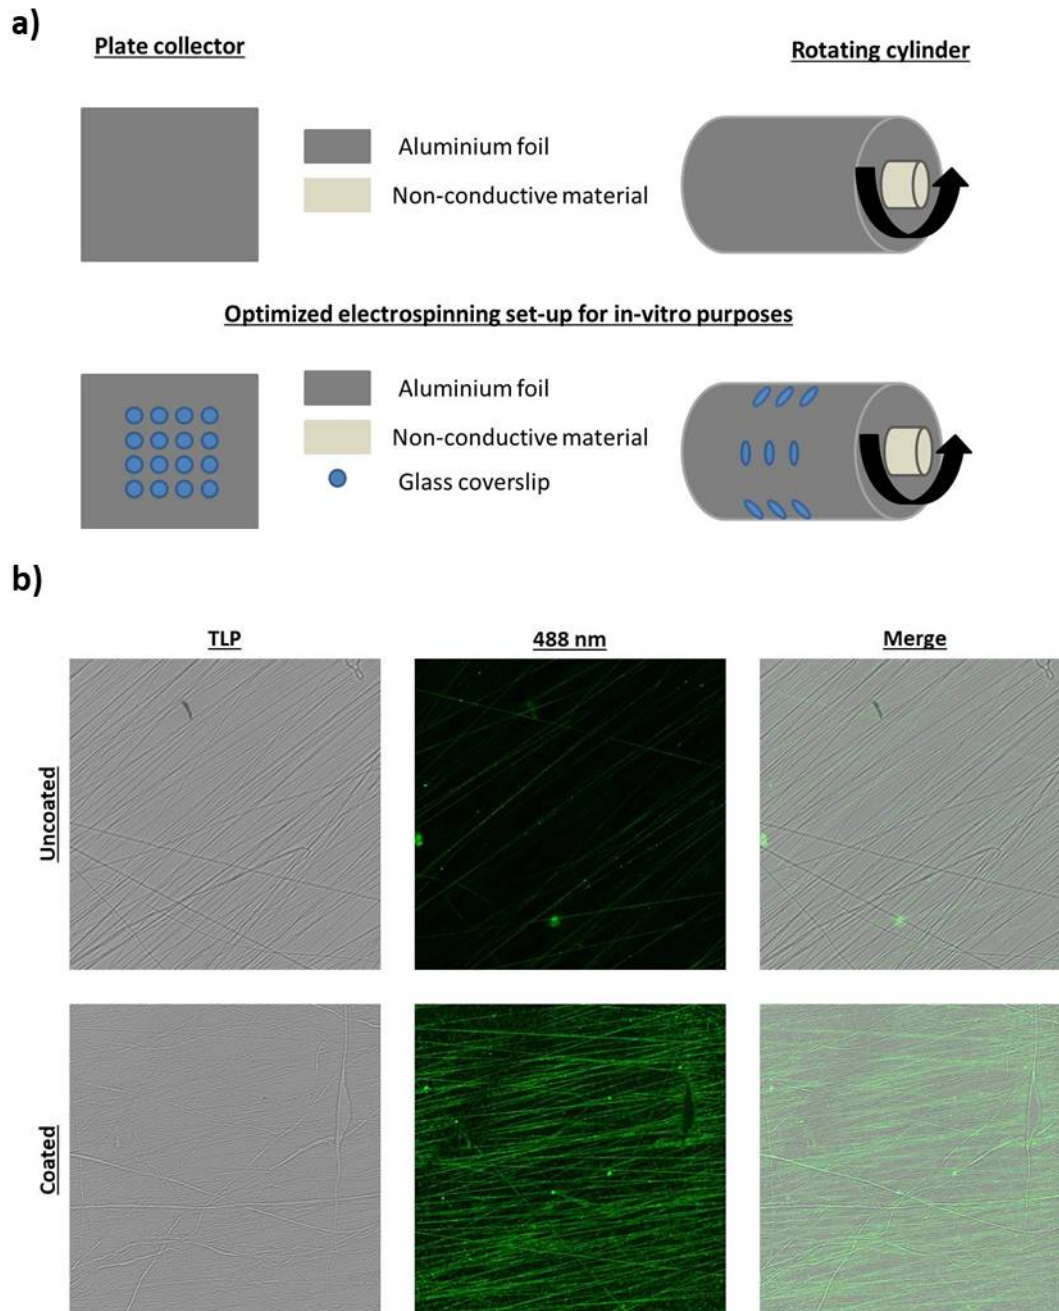 a)
Plate collector
Rotating cylinder
Aluminium foil
Non-conductive material
Optimized electrospinning set-up for in-vitro purposes
Aluminium foil
Non-conductive material
Glass coverslip
b)
TLP
488 nm
Merge
Uncoated
Coated